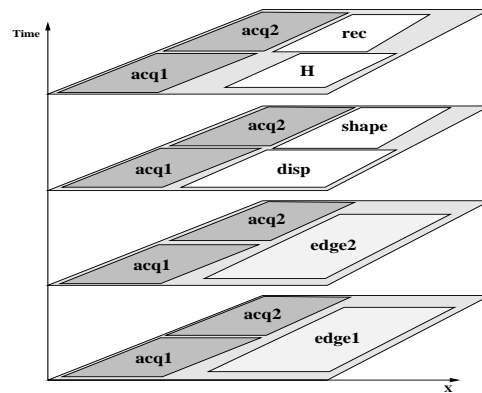 Time
acq2 rec
acq1 H
acq2 shape
acq1 disp
acq2
acq1 edge2
acq2
acq1 edge1
x